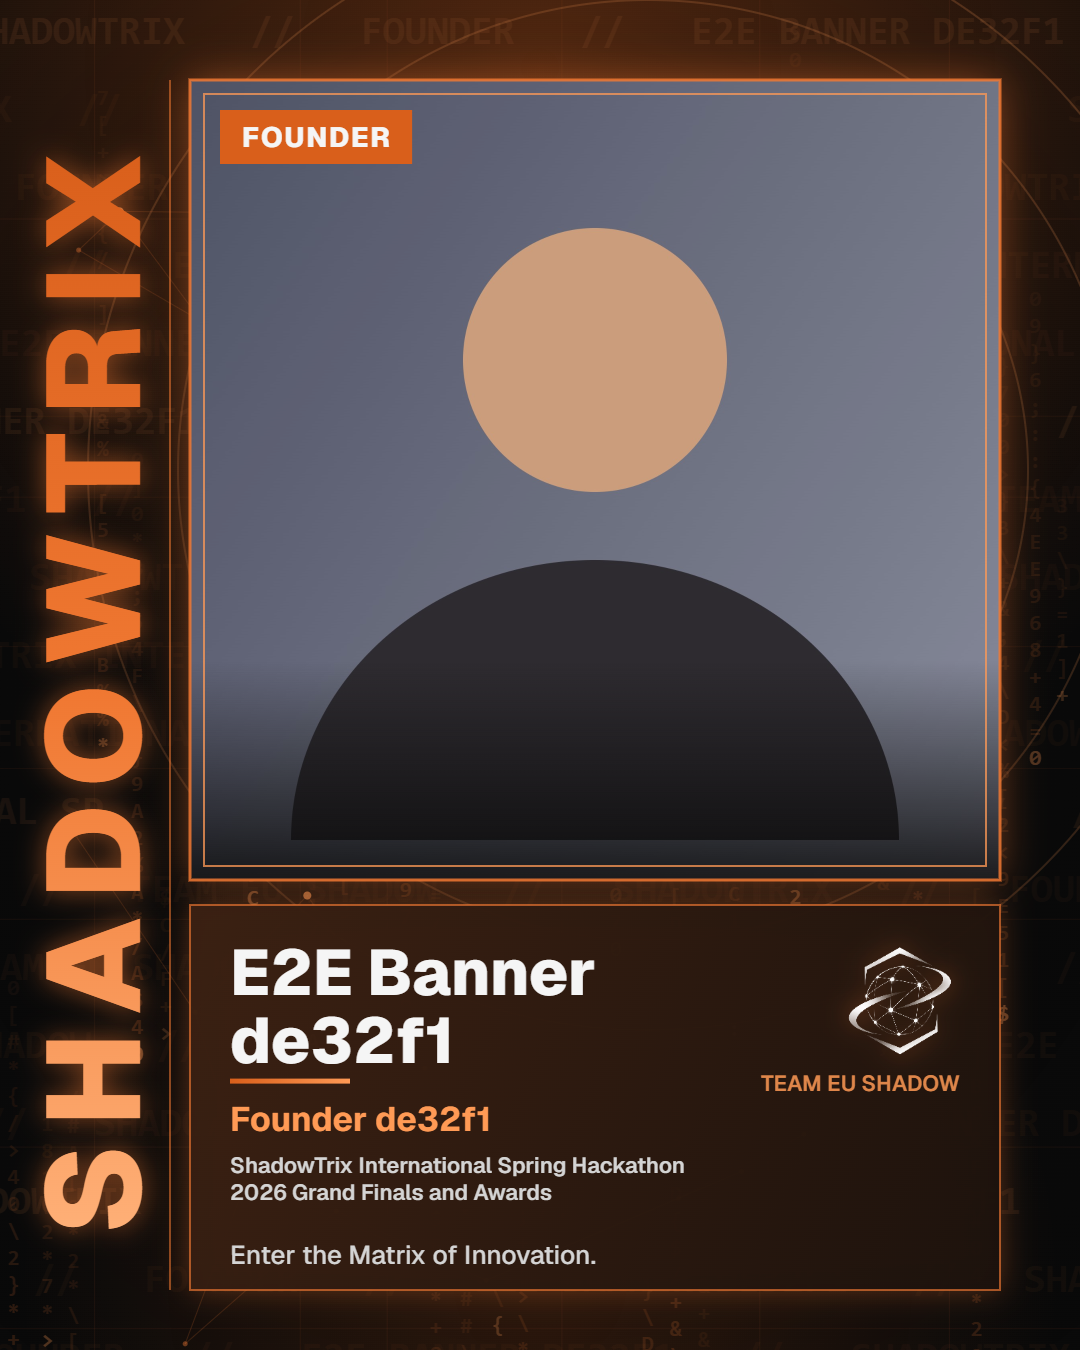 SHADOWTRIX // FOUNDER // E2E BANNER DE32F1
FOUNDER
SHADOWTRIX
E2E Banner
de32f1
TEAM EU SHADOW
Founder de32f1
ShadowTrix International Spring Hackathon
2026 Grand Finals and Awards
Enter the Matrix of Innovation.